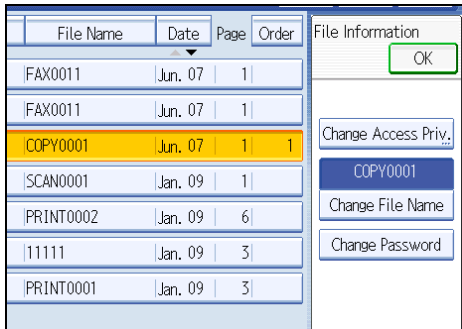 File Name Date Page Order
FAX0011 Jun. 07 1
FAX0011 Jun. 07 1
COPY0001 Jun. 07 1 1
SCAN0001 Jan. 09 1
PRINT0002 Jan. 09 6
11111 Jan. 09 3
PRINT0001 Jan. 09 3
File Information
OK
Change Access Priv.
COPY0001
Change File Name
Change Password